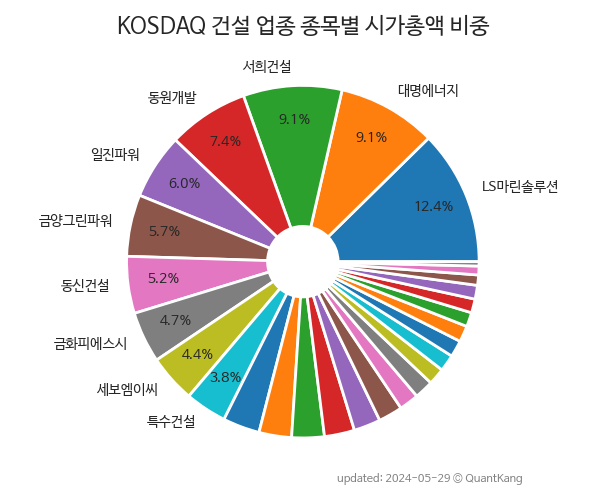 KOSDAQ 건설 업종 종목별 시가총액 비중
서희건설
대명에너지
동원개발
9.1%
9.1%
7.4%
일진파워
6.0%
LS마린솔루션
12.4%
금양그린파워
5.7%
동신건설
5.2%
금화피에스시
4.7%
4.4%
세보엠이씨
3.8%
특수건설
updated: 2024-05-29 © QuantKang